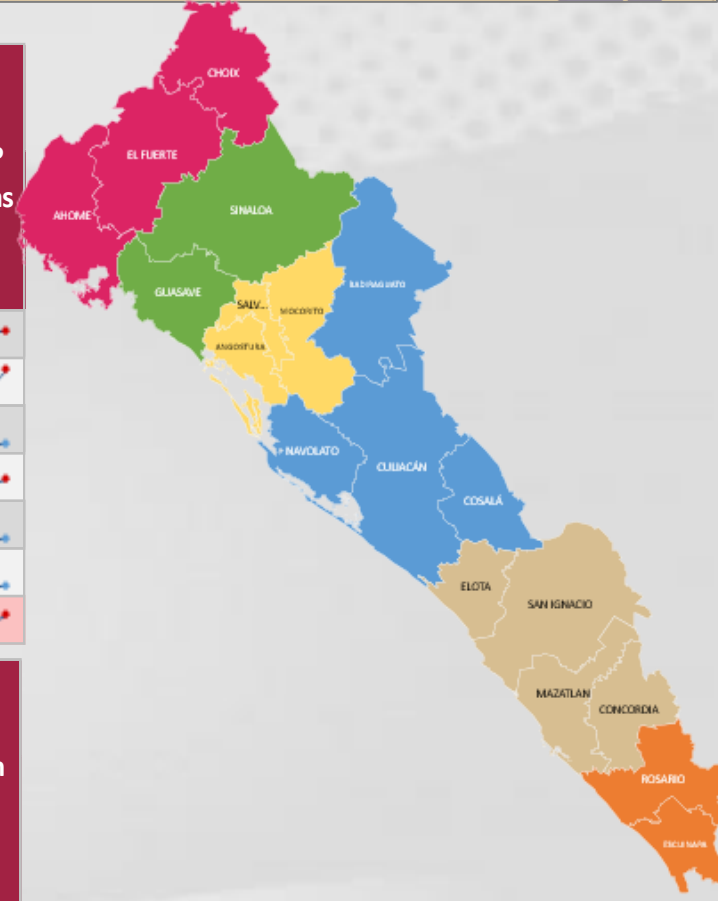 CHOIX
EL FUERTE
AHOME
SINALOA
GUASAVE
SALV...
MOCORITO
BADIRAGUATO
ANGOSTURA
NAVOLATO
CULIACÁN
COSALÁ
ELOTA
SAN IGNACIO
MAZATLAN
CONCORDIA
ROSARIO
ESCUINAPA
as